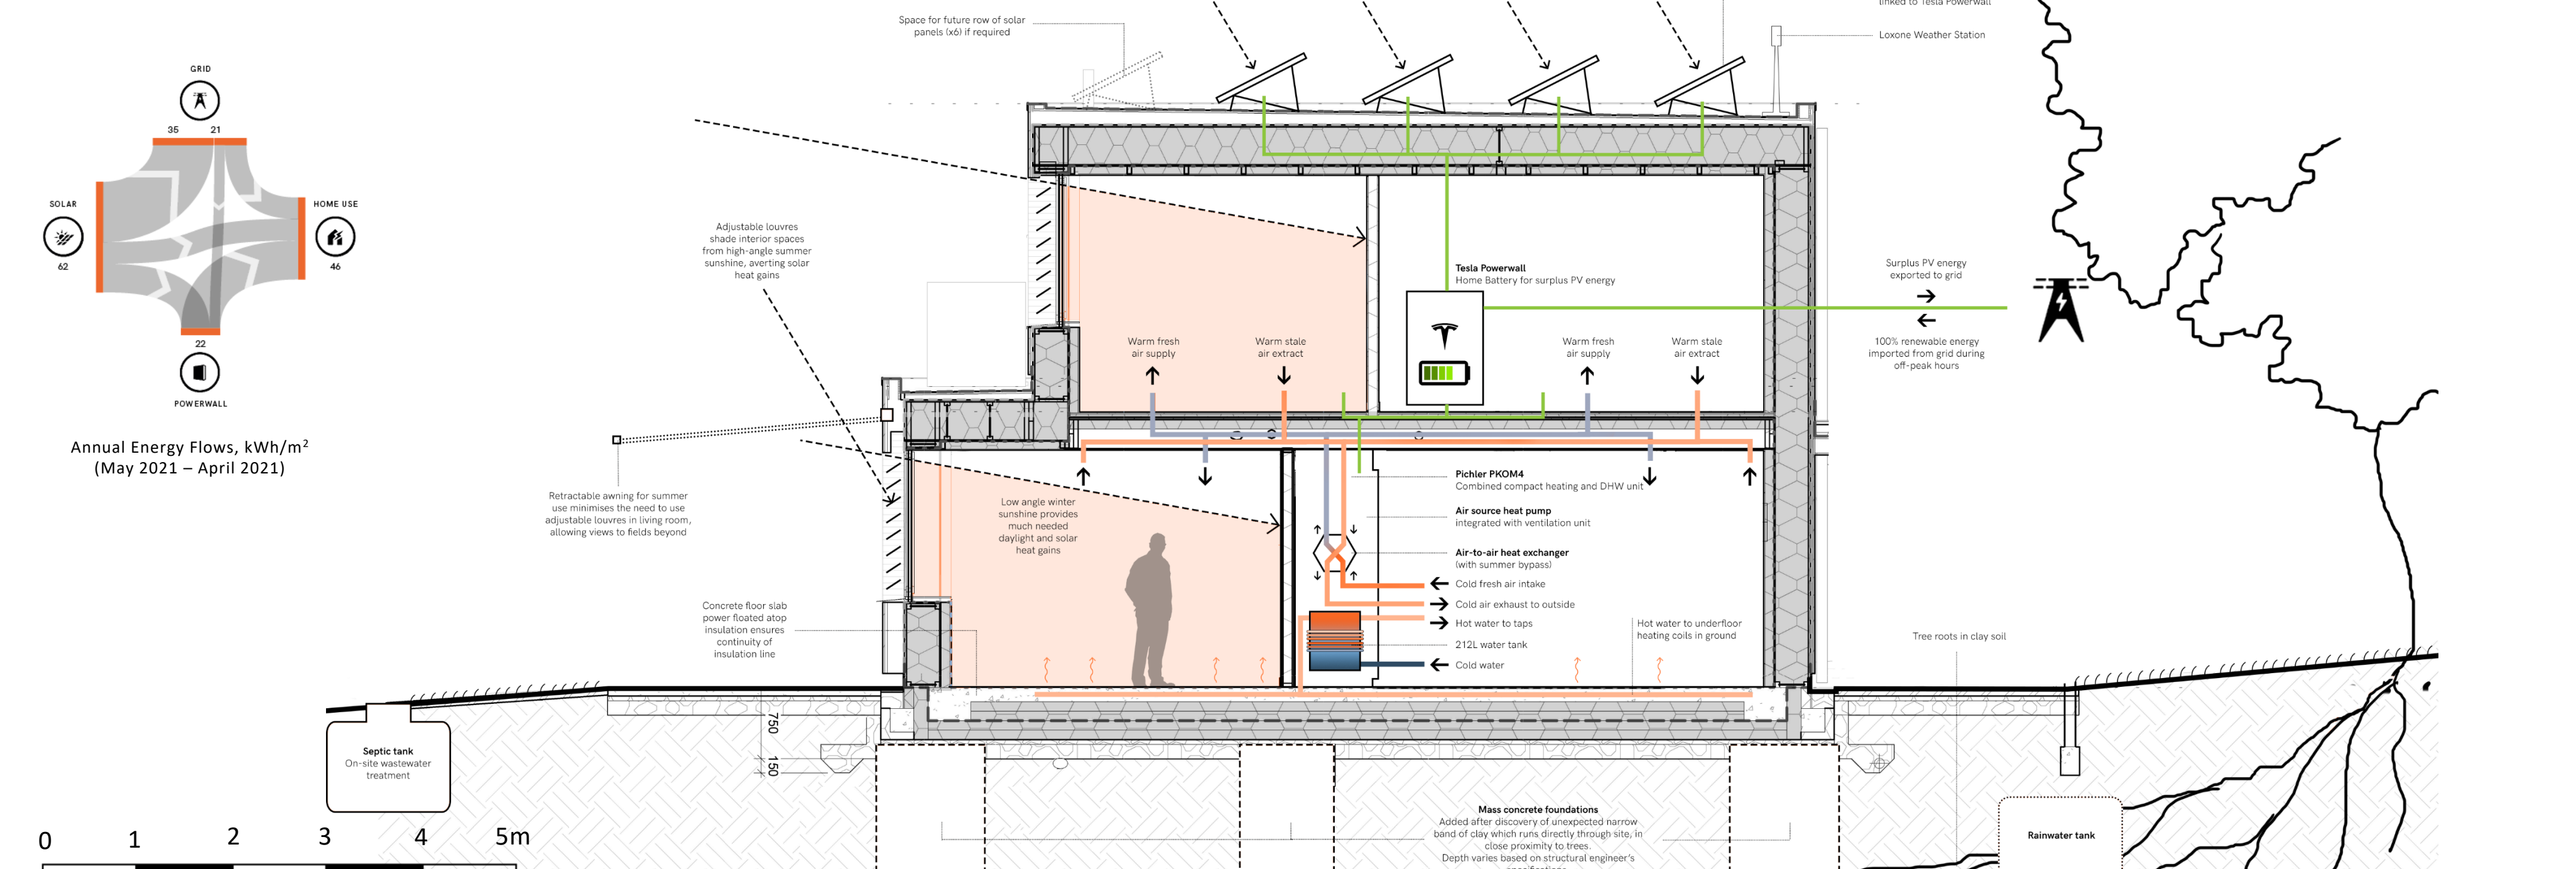 linked to Tesla Powerwall
Space for future row of solar
panels (x6) if required
Loxone Weather Station
GRID
35
21
SOLAR
62
HOME USE
46
22
POWERWALL
Annual Energy Flows, kWh/m²
(May 2021 – April 2021)
Adjustable louvres
shade interior spaces
from high-angle summer
sunshine, averting solar
heat gains
Tesla Powerwall
Home Battery for surplus PV energy
Surplus PV energy
exported to grid
100% renewable energy
imported from grid during
off-peak hours
Warm fresh
air supply
Warm stale
air extract
Warm fresh
air supply
Warm stale
air extract
Retractable awning for summer
use minimises the need to use
adjustable louvres in living room,
allowing views to fields beyond
Low angle winter
sunshine provides
much needed
daylight and solar
heat gains
Pichler PKOM4
Combined compact heating and DHW unit
Air source heat pump
integrated with ventilation unit
Air-to-air heat exchanger
(with summer bypass)
Cold fresh air intake
Cold air exhaust to outside
Hot water to taps
212L water tank
Cold water
Hot water to underfloor
heating coils in ground
Concrete floor slab
power floated atop
insulation ensures
continuity of
insulation line
Tree roots in clay soil
750
150
Septic tank
On-site wastewater
treatment
Mass concrete foundations
Added after discovery of unexpected narrow
band of clay which runs directly through site, in
close proximity to trees.
Depth varies based on structural engineer's
Rainwater tank
0 1 2 3 4 5m